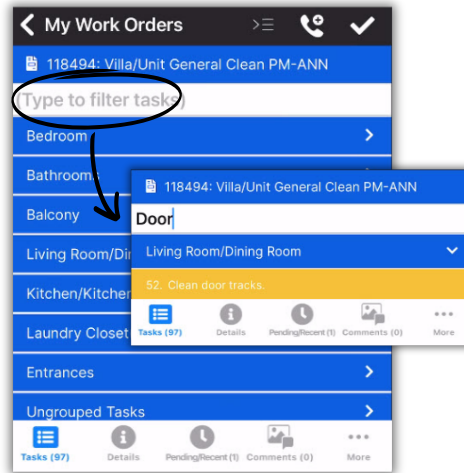 My Work Orders
118494: Villa/Unit General Clean PM-ANN
(Type to filter tasks)
Bedroom
Bathrooms
Balcony
Living Room/Di
Kitchen/Kitchen
Laundry Closet
Entrances
Ungrouped Tasks
Tasks (97) Details Pending/Recent (1) Comments (0) More
118494: Villa/Unit General Clean PM-ANN
Door
Living Room/Dining Room
52. Clean door tracks.
Tasks (97) Details Pending/Recent (1) Comments (0) More